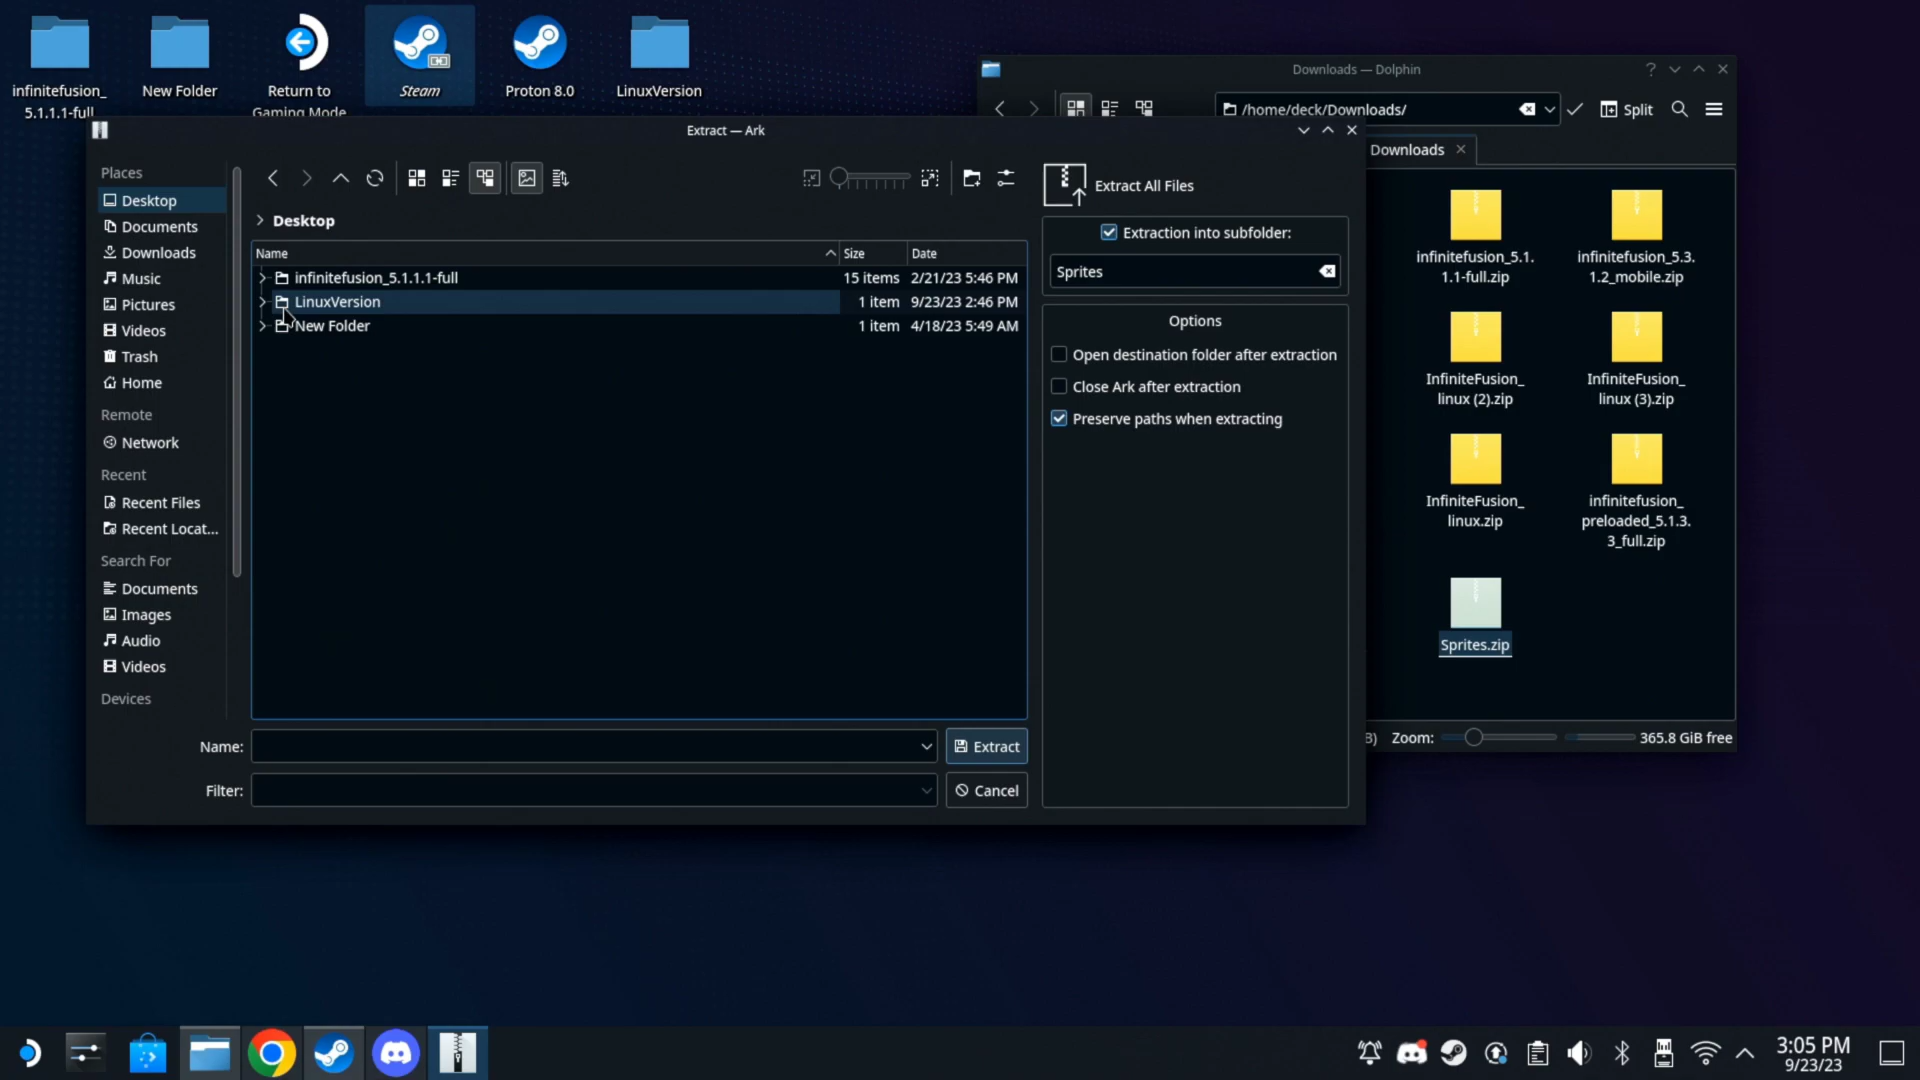 infinitefusion_
5.1.1.1-full
New Folder
Return to
Gaming Mode
Steam
Proton 8.0
LinuxVersion
Downloads — Dolphin
/home/deck/Downloads/
Split
Downloads
infinitefusion_5.1.
1.1-full.zip
infinitefusion_5.3.
1.2_mobile.zip
InfiniteFusion_
linux (2).zip
InfiniteFusion_
linux (3).zip
InfiniteFusion_
linux.zip
infinitefusion_
preloaded_5.1.3.
3_full.zip
Sprites.zip
B)
Zoom:
365.8 GiB free
Extract — Ark
Places
Desktop
Documents
Downloads
Music
Pictures
Videos
Trash
Home
Remote
Network
Recent
Recent Files
Recent Locat...
Search For
Documents
Images
Audio
Videos
Devices
> Desktop
Name Size Date
infinitefusion_5.1.1.1-full 15 items 2/21/23 5:46 PM
LinuxVersion 1 item 9/23/23 2:46 PM
New Folder 1 item 4/18/23 5:49 AM
Name:
Extract
Filter:
Cancel
Extract All Files
Extraction into subfolder:
Sprites
Options
Open destination folder after extraction
Close Ark after extraction
Preserve paths when extracting
3:05 PM
9/23/23